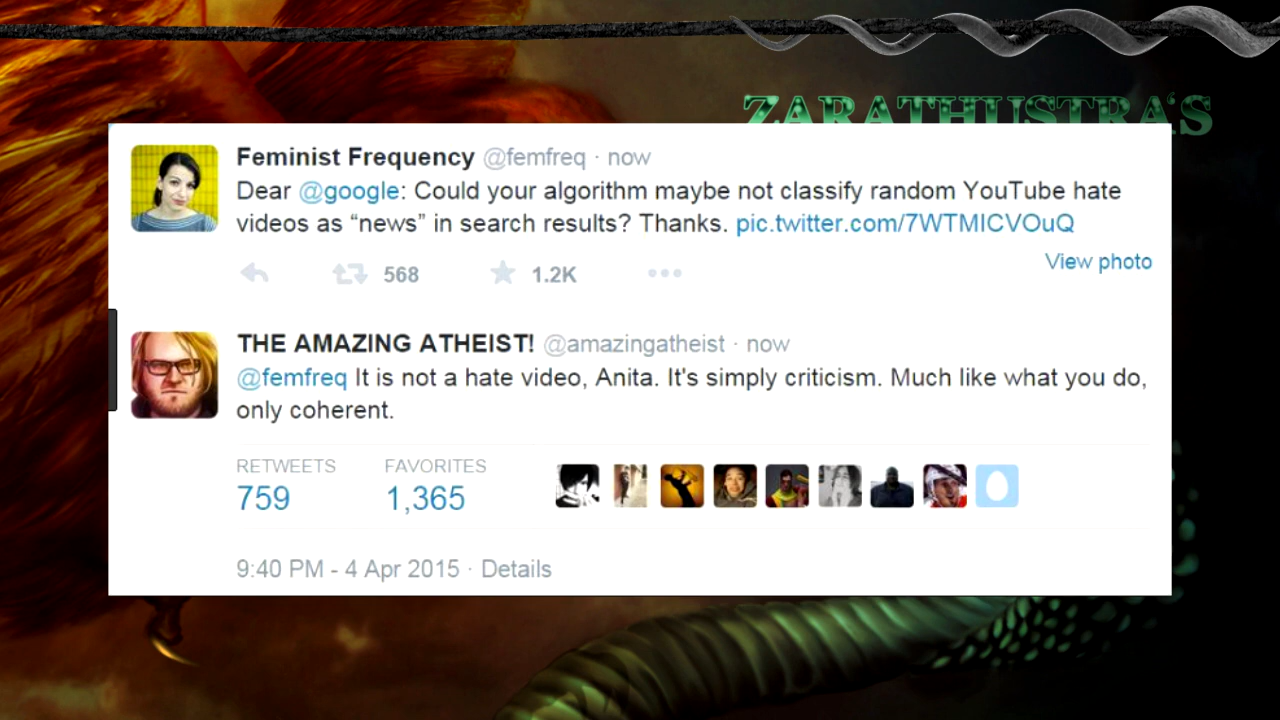 ZARATHUSTRA'S
Feminist Frequency @femfreq · now
Dear @google: Could your algorithm maybe not classify random YouTube hate
videos as “news” in search results? Thanks. pic.twitter.com/7WTMICVOuQ
View photo
568 1.2K
THE AMAZING ATHEIST! @amazingatheist · now
@femfreq It is not a hate video, Anita. It's simply criticism. Much like what you do,
only coherent.
RETWEETS FAVORITES
759 1,365
9:40 PM - 4 Apr 2015 · Details